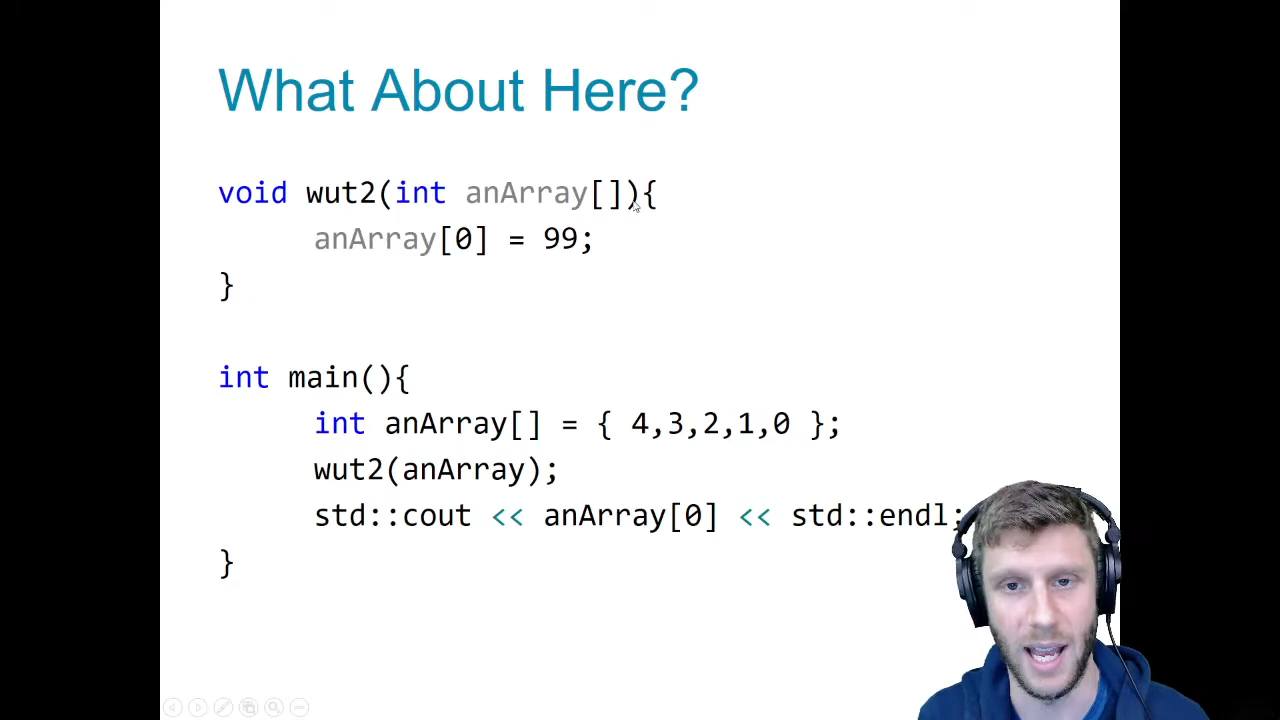 What About Here?
void wut2(int anArray[]){
anArray[0] = 99;
}
int main(){
int anArray[] = { 4,3,2,1,0 };
wut2(anArray);
std::cout << anArray[0] << std::endl;
}